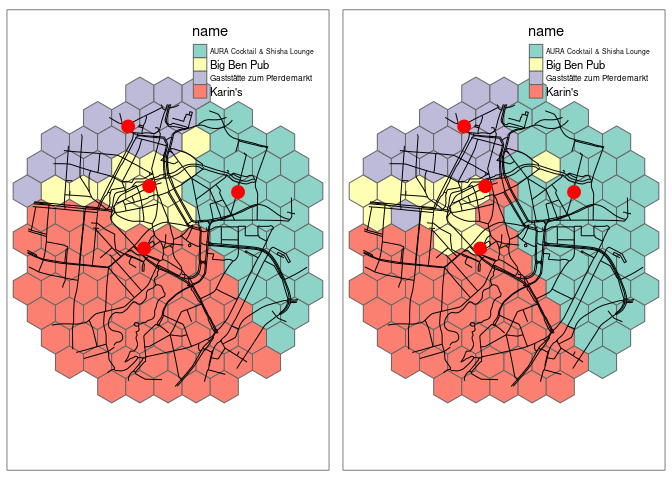 name
AURA Cocktail & Shisha Lounge
Big Ben Pub
Gaststätte zum Pferdemarkt
Karin's
name
AURA Cocktail & Shisha Lounge
Big Ben Pub
Gaststätte zum Pferdemarkt
Karin's